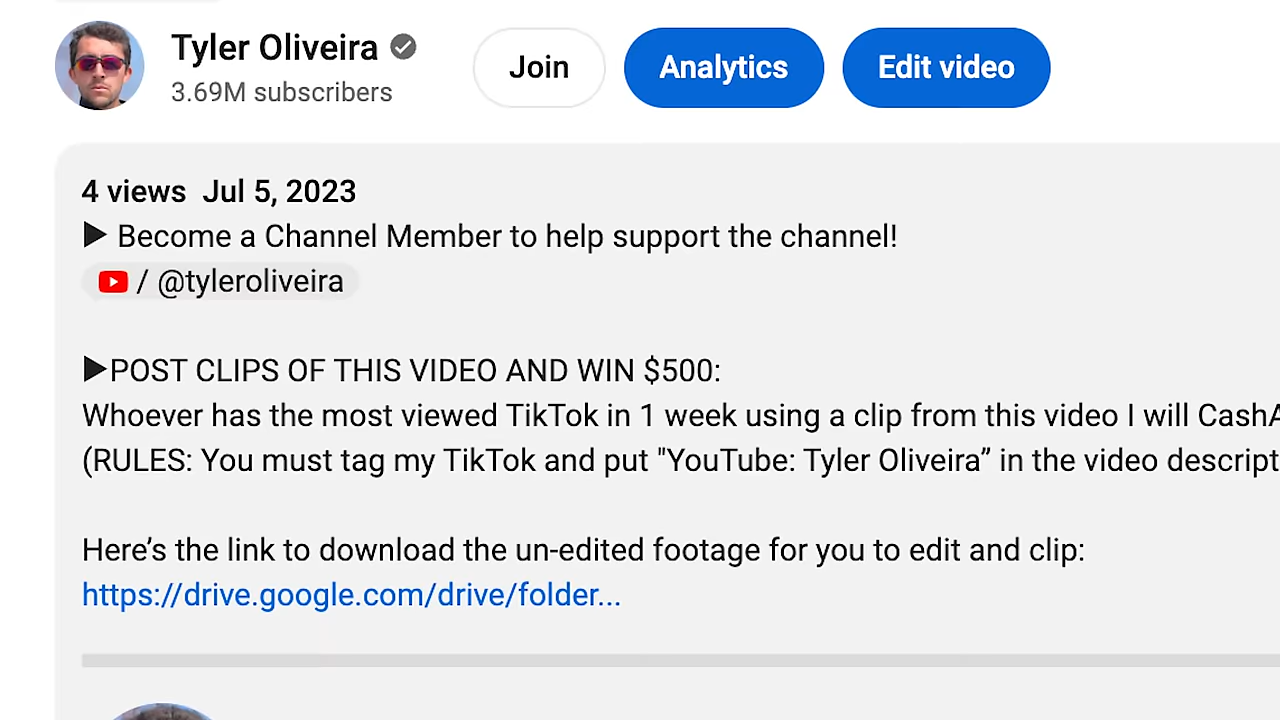 Tyler Oliveira
3.69M subscribers
Join
Analytics
Edit video
4 views Jul 5, 2023
▶ Become a Channel Member to help support the channel!
/ @tyleroliveira
▶POST CLIPS OF THIS VIDEO AND WIN $500:
Whoever has the most viewed TikTok in 1 week using a clip from this video I will CashA
(RULES: You must tag my TikTok and put "YouTube: Tyler Oliveira” in the video descript
Here’s the link to download the un-edited footage for you to edit and clip:
https://drive.google.com/drive/folder...